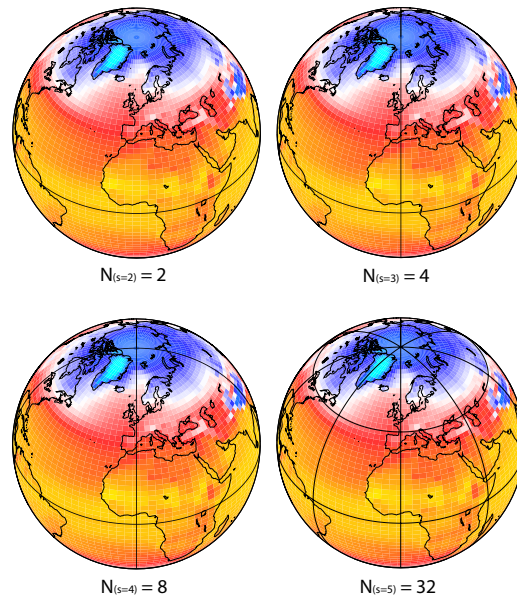 N(s=2) = 2
N(s=3) = 4
N(s=4) = 8
N(s=5) = 32